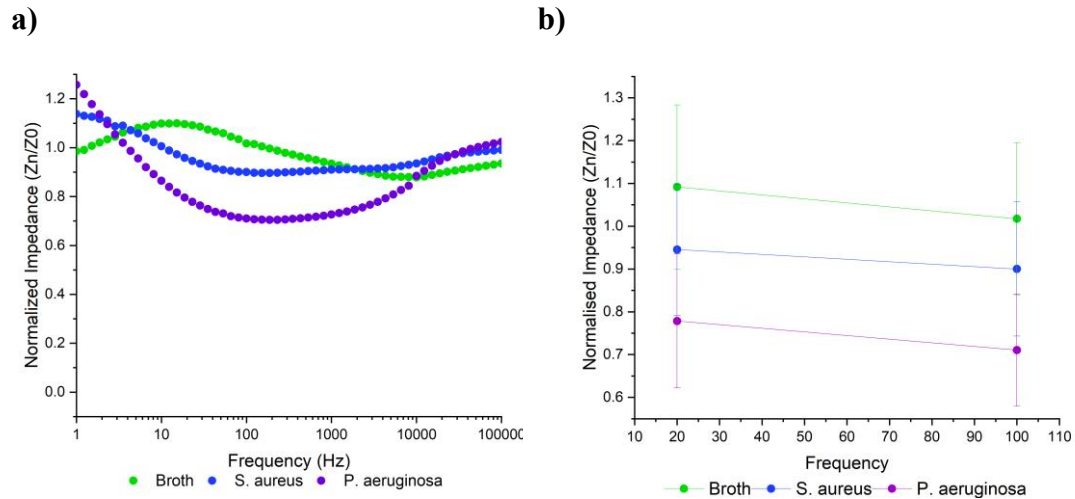 a)
b)
Normalized Impedance (Zn/Z0)
1.2
1.0
0.8
0.6
0.4
0.2
0.0
1
10
100
1000
10000
100000
Frequency (Hz)
Broth
S. aureus
P. aeruginosa
Normalised Impedance (Zn/Z0)
1.3
1.2
1.1
1.0
0.9
0.8
0.7
0.6
10
20
30
40
50
60
70
80
90
100
110
Frequency
Broth
S. aureus
P. aeruginosa